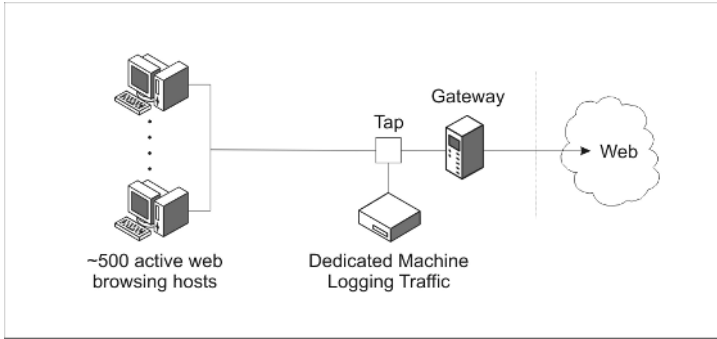 Gateway
Tap
Web
~500 active web
browsing hosts
Dedicated Machine
Logging Traffic